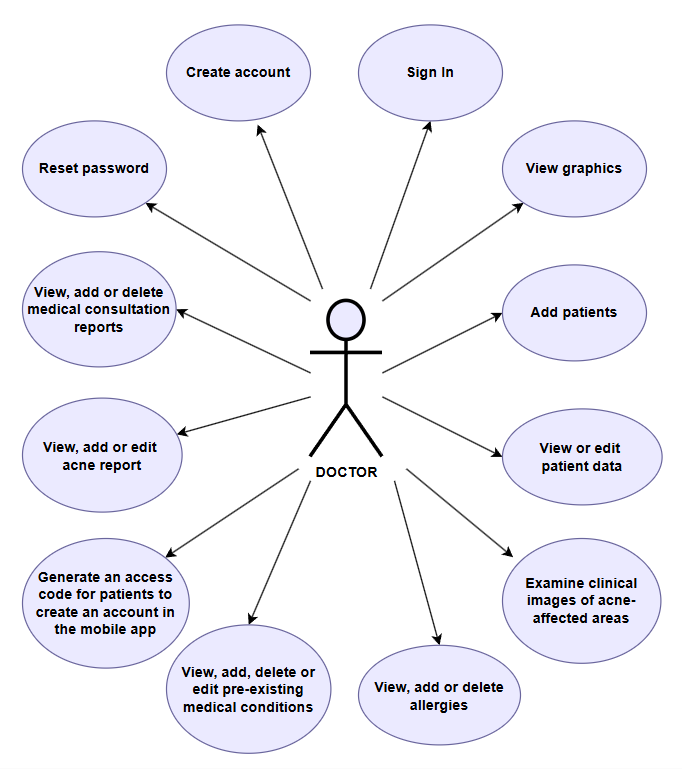 Create account
Sign In
Reset password
View graphics
View, add or delete
medical consultation
reports
Add patients
View, add or edit
acne report
View or edit
patient data
DOCTOR
Generate an access
code for patients to
create an account in
the mobile app
Examine clinical
images of acne-
affected areas
View, add, delete or
edit pre-existing
medical conditions
View, add or delete
allergies